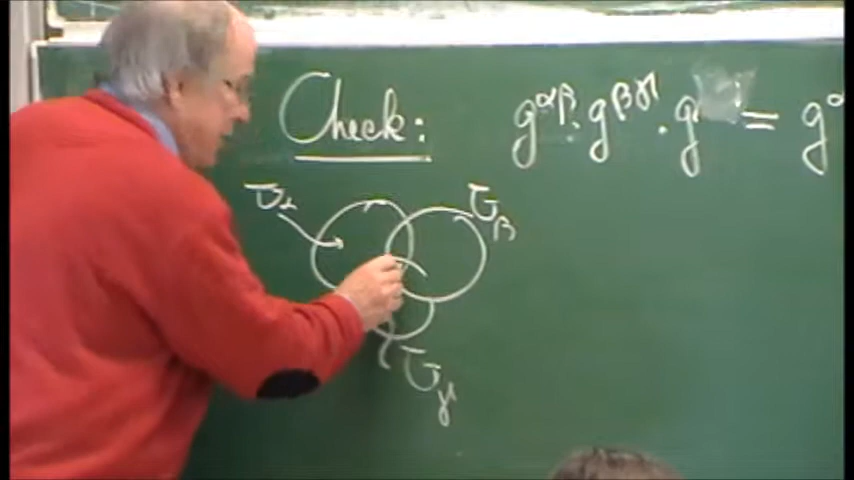 Check: g^{αβ} · g^{βγ} · g = g^α
U_α
U_β
U_γ